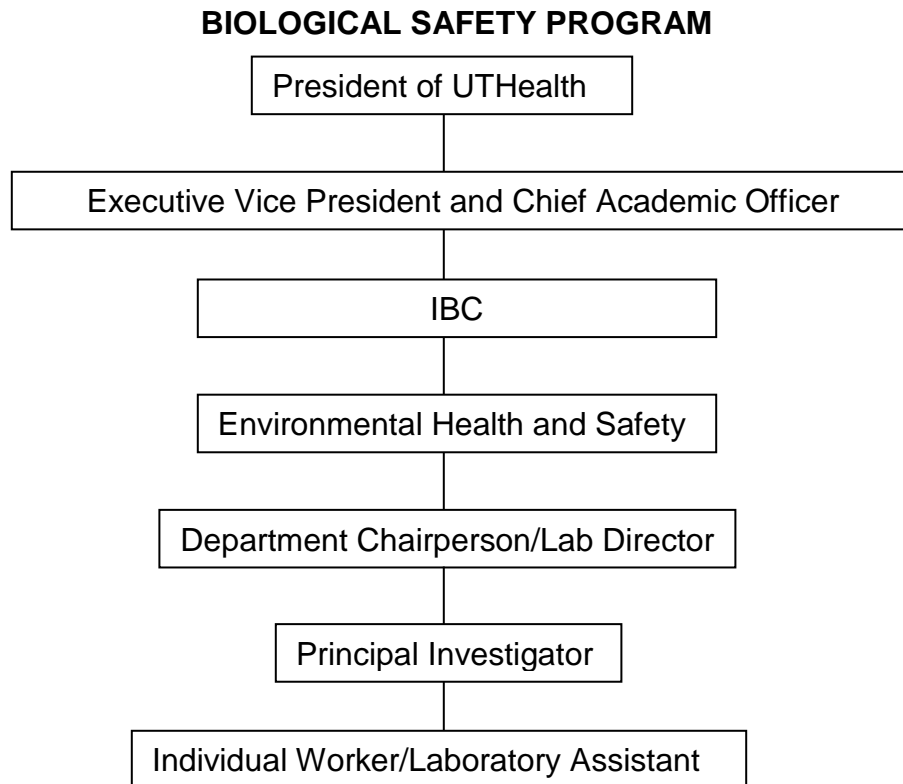 BIOLOGICAL SAFETY PROGRAM
President of UTHealth
Executive Vice President and Chief Academic Officer
IBC
Environmental Health and Safety
Department Chairperson/Lab Director
Principal Investigator
Individual Worker/Laboratory Assistant